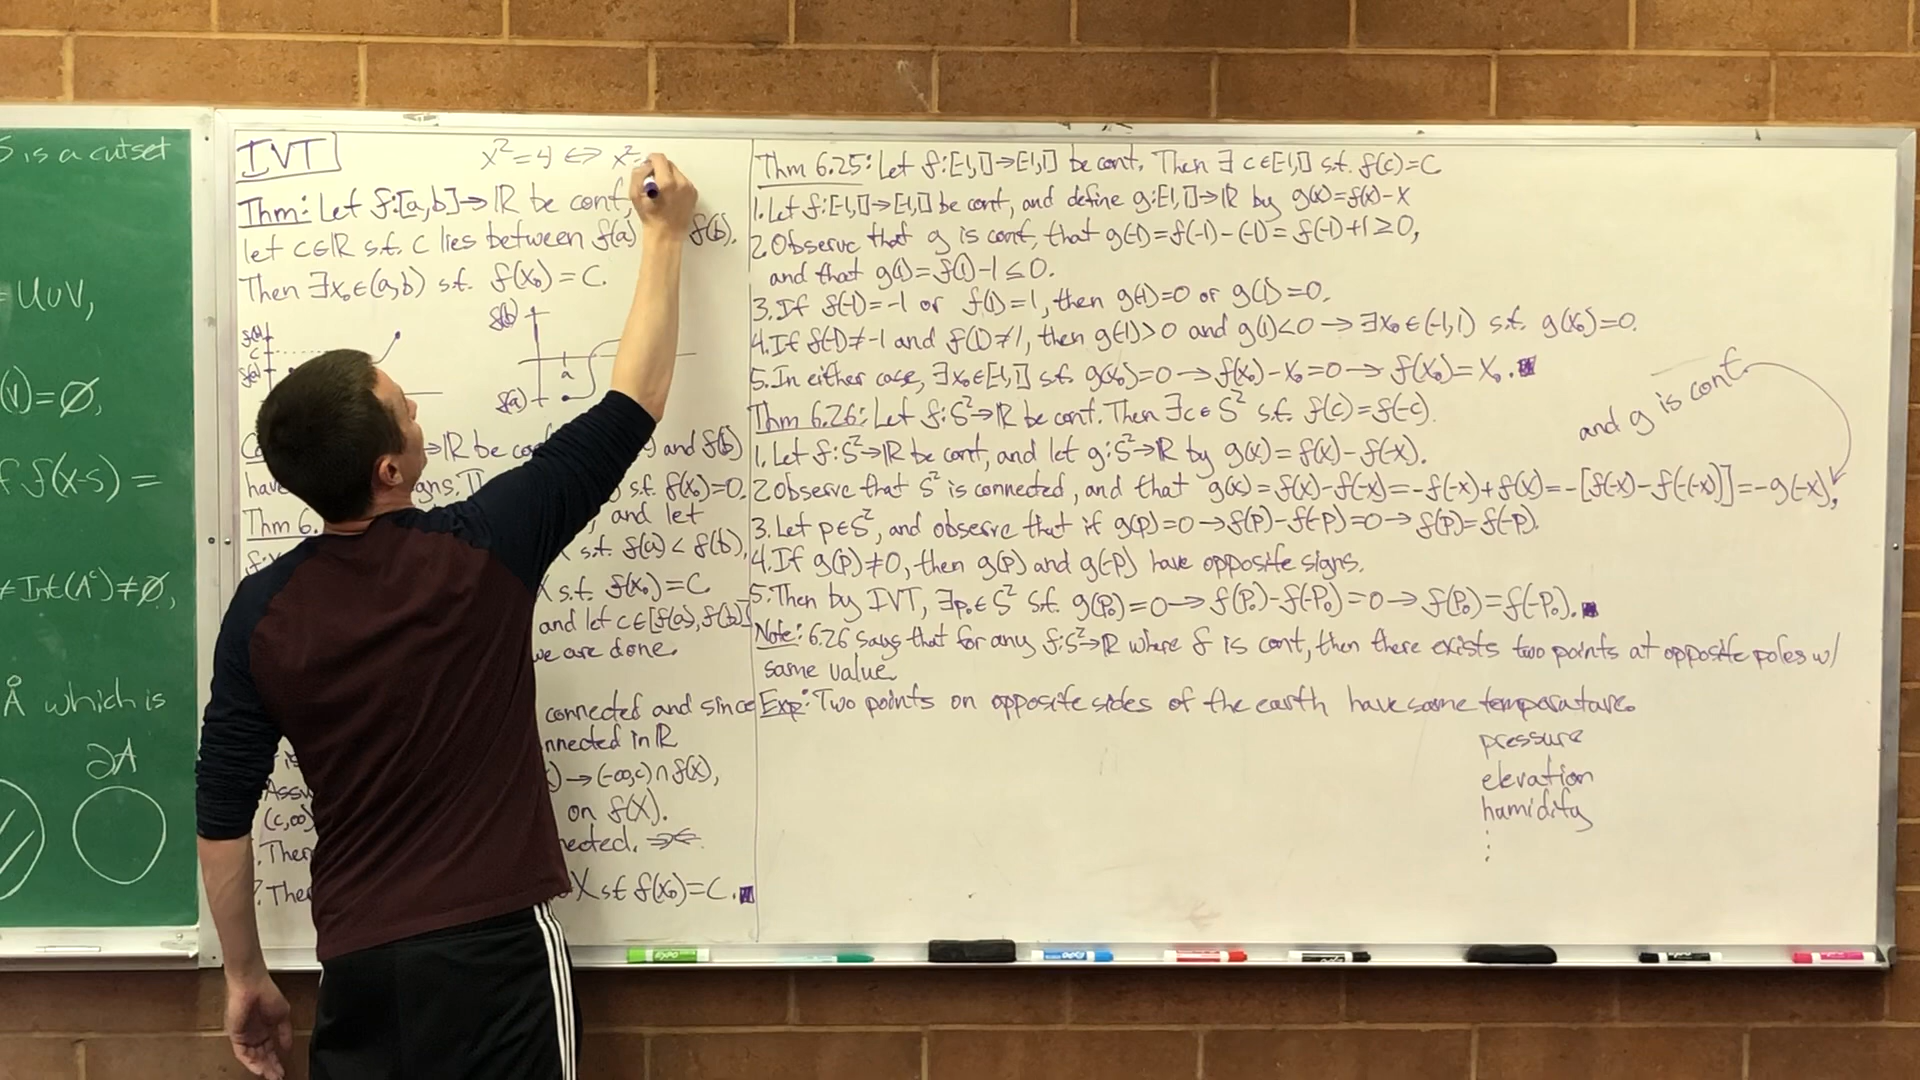 S is a cutset
= U∪V,
(V)=∅,
f f(x-s) =
≠ Int(Aᶜ)≠∅,
Å which is
∂A
IVT
x²=4 ⇔ x²
Thm: Let f:[a,b]→ℝ be cont,
let c∈ℝ s.t. c lies between f(a) f(b).
Then ∃x₀∈(a,b) s.t. f(x₀)=c.
f(b)
c
f(a)
f(b)
a
f(a)
→ℝ be and f(b)
have igns. s.t. f(x₀)=0.
Thm 6. and let
s.t. f(a)<f(b),
X s.t. f(x₀)=c
and let c∈[f(a),f(b)]
we are done.
connected and since
nnected in ℝ
→(-∞,c)∩f(X),
(c,∞) on f(X).
Then nected.
Then X s.t f(x₀)=c.
Thm 6.25: Let f:[-1,1]→[-1,1] be cont. Then ∃ c∈[-1,1] s.t. f(c)=c
1. Let f:[-1,1]→[-1,1] be cont, and define g:[-1,1]→ℝ by g(x)=f(x)-x
2. Observe that g is cont, that g(-1)=f(-1)-(-1)=f(-1)+1≥0,
and that g(1)=f(1)-1≤0.
3. If f(-1)=-1 or f(1)=1, then g(-1)=0 or g(1)=0.
4. If f(-1)≠-1 and f(1)≠1, then g(-1)>0 and g(1)<0→∃x₀∈(-1,1) s.t. g(x₀)=0.
5. In either case, ∃x₀∈[-1,1] s.t. g(x₀)=0→f(x₀)-x₀=0→f(x₀)=x₀.
Thm 6.26: Let f:S²→ℝ be cont. Then ∃c∈S² s.t. f(c)=f(-c).
and g is cont.
1. Let f:S²→ℝ be cont, and let g:S²→ℝ by g(x)=f(x)-f(-x).
2. Observe that S² is connected, and that g(x)=f(x)-f(-x)=-f(-x)+f(x)=-[f(-x)-f(-(-x))]=-g(-x),
3. Let p∈S², and observe that if g(p)=0→f(p)-f(-p)=0→f(p)=f(-p).
4. If g(p)≠0, then g(p) and g(-p) have opposite signs.
5. Then by IVT, ∃p₀∈S² s.t. g(p₀)=0→f(p₀)-f(-p₀)=0→f(p₀)=f(-p₀).
Note: 6.26 says that for any f:S²→ℝ where f is cont, then there exists two points at opposite poles w/
same value.
Exp: Two points on opposite sides of the earth have same temperature.
pressure
elevation
humidity
⋮
EXPO
EXPO